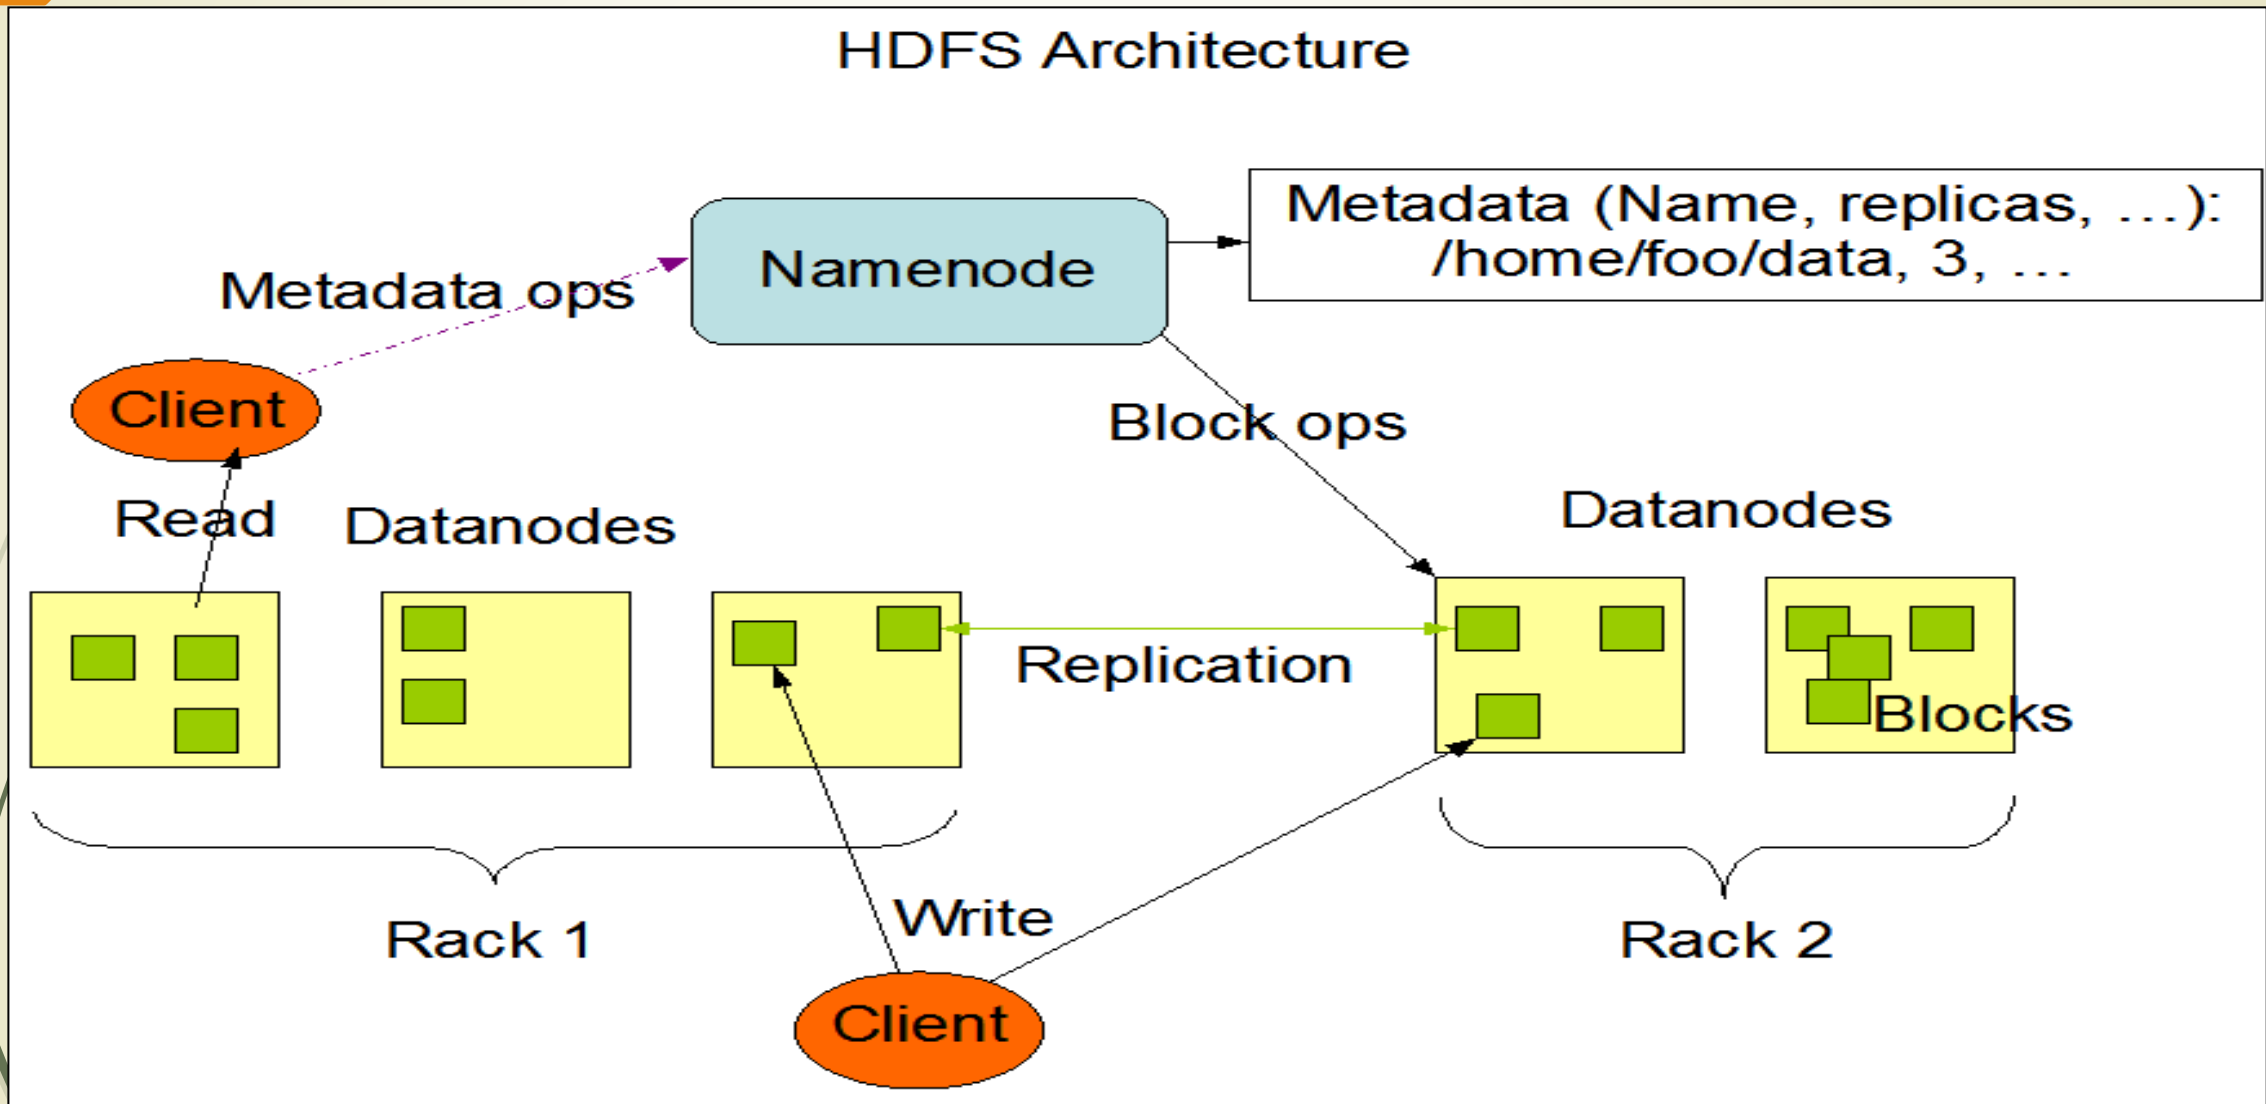 HDFS Architecture
Metadata (Name, replicas, ...):
/home/foo/data, 3, ...
Namenode
Metadata ops
Client
Block ops
Read
Datanodes
Datanodes
Replication
Blocks
Rack 1
Write
Rack 2
Client